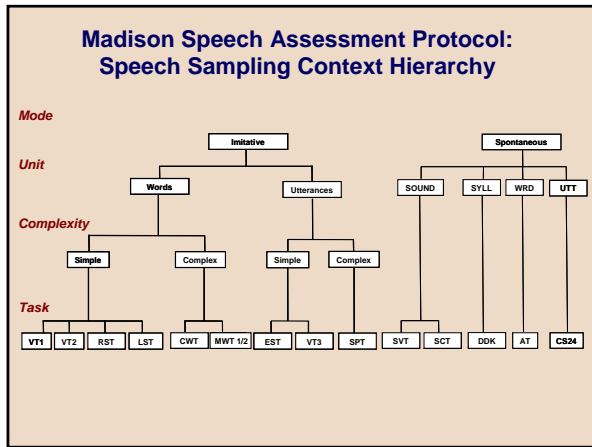 Madison Speech Assessment Protocol:
Speech Sampling Context Hierarchy
Mode
Imitative
Spontaneous
Unit
Words
Utterances
SOUND
SYLL
WRD
UTT
Complexity
Simple
Complex
Simple
Complex
Task
VT1
VT2
RST
LST
CWT
MWT 1/2
EST
VT3
SPT
SVT
SCT
DDK
AT
CS24